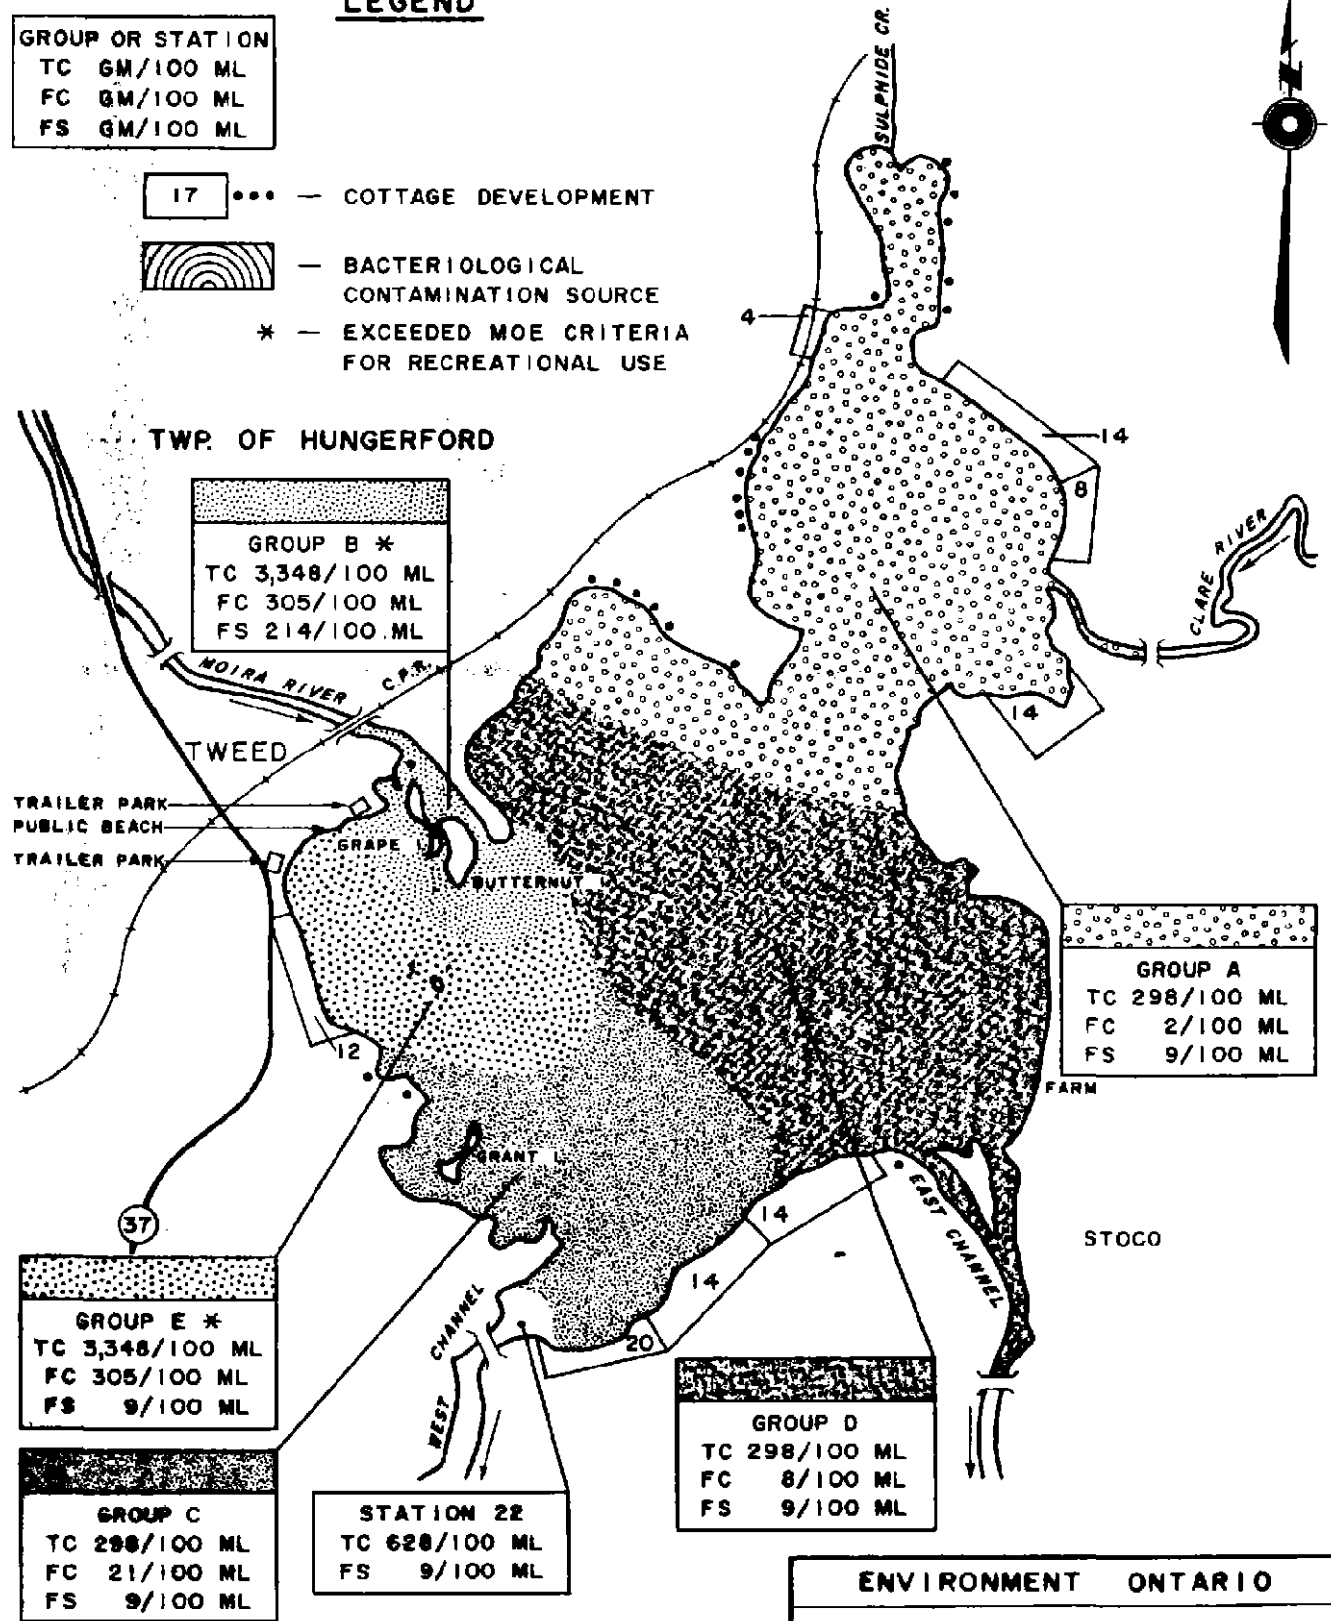 LEGEND
GROUP OR STATION
TC GM/100 ML
FC GM/100 ML
FS GM/100 ML
17 ••• — COTTAGE DEVELOPMENT
— BACTERIOLOGICAL
CONTAMINATION SOURCE
* — EXCEEDED MOE CRITERIA
FOR RECREATIONAL USE
SULPHIDE CR.
N
4
14
8
TWP. OF HUNGERFORD
GROUP B *
TC 3,348/100 ML
FC 305/100 ML
FS 214/100 ML
CLARE RIVER
MOIRA RIVER
C.P.R.
14
TWEED
TRAILER PARK
PUBLIC BEACH
TRAILER PARK
GRAPE I.
BUTTERNUT I.
GROUP A
TC 298/100 ML
FC 2/100 ML
FS 9/100 ML
12
FARM
GRANT I.
37
14
EAST CHANNEL
STOCO
14
20
WEST CHANNEL
GROUP E *
TC 3,348/100 ML
FC 305/100 ML
FS 9/100 ML
GROUP D
TC 298/100 ML
FC 8/100 ML
FS 9/100 ML
GROUP C
TC 298/100 ML
FC 21/100 ML
FS 9/100 ML
STATION 22
TC 628/100 ML
FS 9/100 ML
ENVIRONMENT ONTARIO